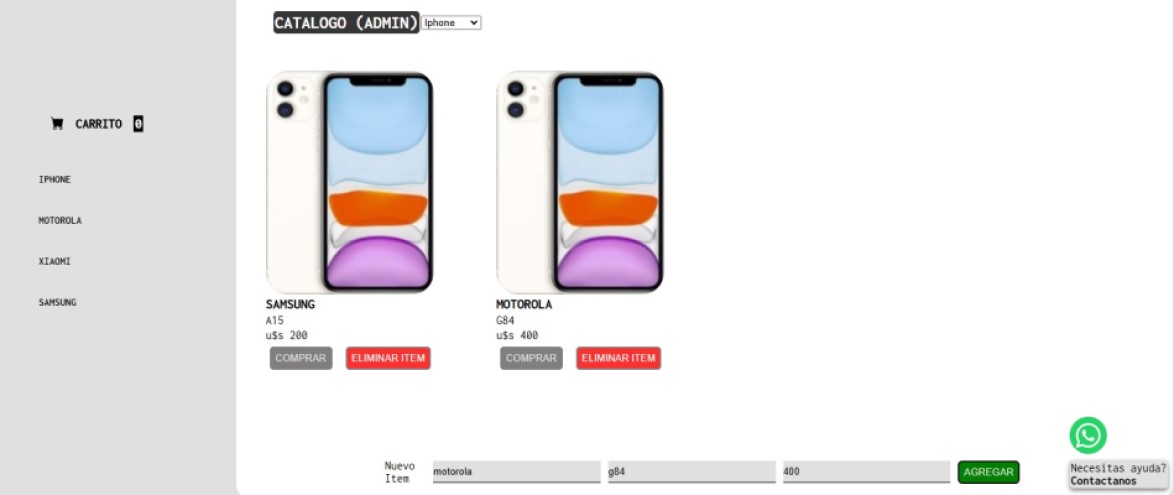 CATALOGO (ADMIN) Iphone
CARRITO 0
IPHONE
MOTOROLA
XIAOMI
SAMSUNG
SAMSUNG
A15
u$s 200
COMPRAR ELIMINAR ITEM
MOTOROLA
G84
u$s 400
COMPRAR ELIMINAR ITEM
Nuevo
Item
motorola g84 400 AGREGAR
Necesitas ayuda?
Contactanos